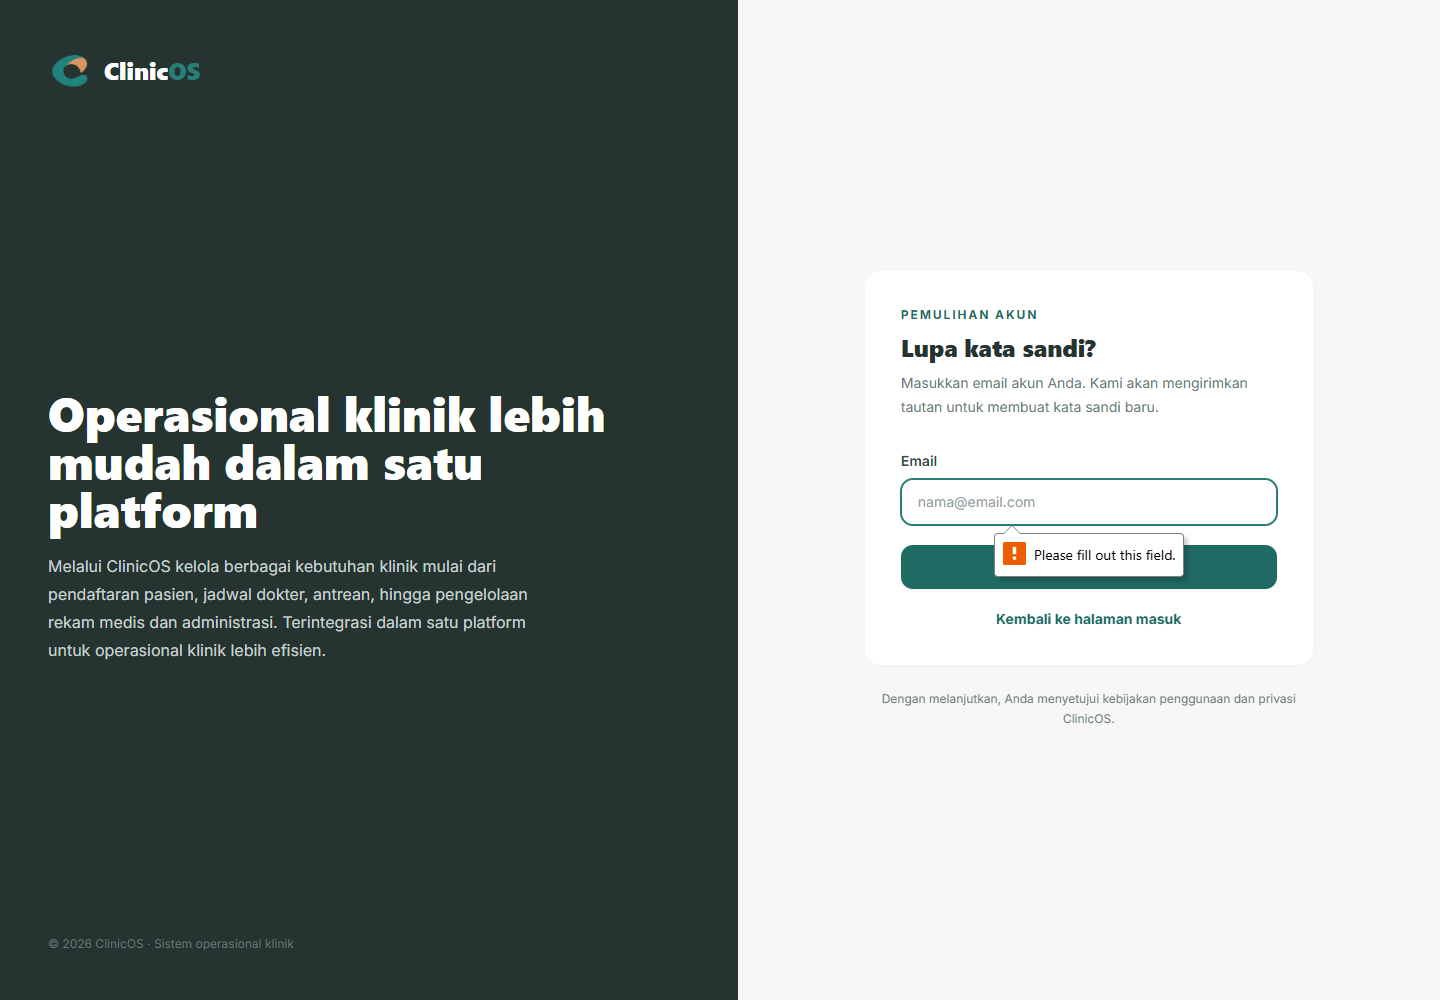 ClinicOS
Operasional klinik lebih
mudah dalam satu
platform
Melalui ClinicOS kelola berbagai kebutuhan klinik mulai dari
pendaftaran pasien, jadwal dokter, antrean, hingga pengelolaan
rekam medis dan administrasi. Terintegrasi dalam satu platform
untuk operasional klinik lebih efisien.
© 2026 ClinicOS · Sistem operasional klinik
PEMULIHAN AKUN
Lupa kata sandi?
Masukkan email akun Anda. Kami akan mengirimkan
tautan untuk membuat kata sandi baru.
Email
nama@email.com
! Please fill out this field.
Kembali ke halaman masuk
Dengan melanjutkan, Anda menyetujui kebijakan penggunaan dan privasi
ClinicOS.